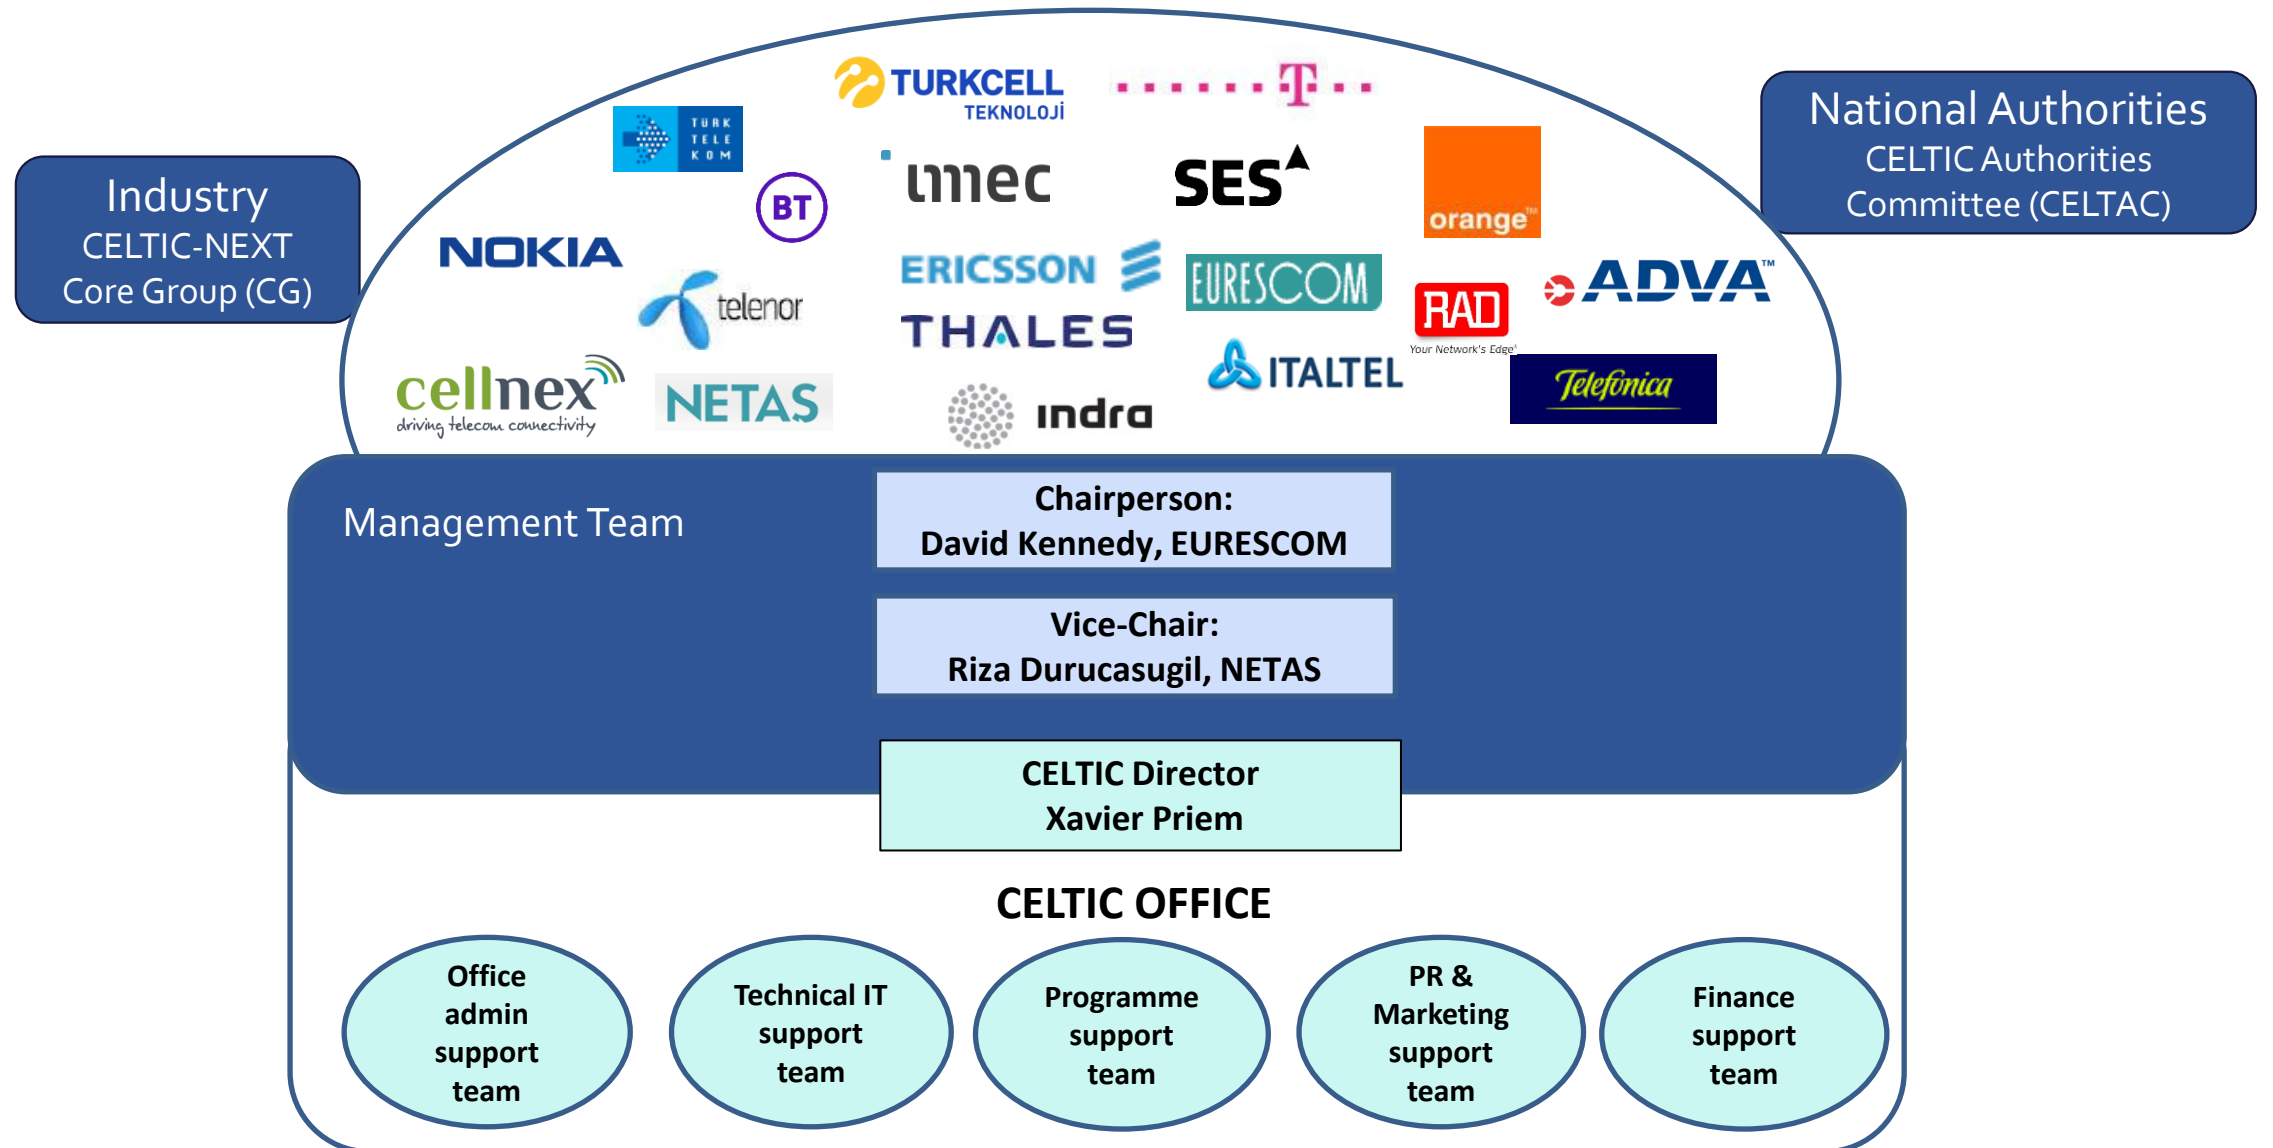 TURKCELL
TEKNOLOJİ
T
TÜRK
TELE
KOM
National Authorities
CELTIC Authorities
Committee (CELTAC)
Industry
CELTIC-NEXT
Core Group (CG)
BT
imec
SES
orange™
NOKIA
telenor
ERICSSON
EURESCOM
RAD
Your Network's Edge®
ADVA™
THALES
cellnex
driving telecom connectivity
NETAS
indra
ITALTEL
Telefónica
Management Team
Chairperson:
David Kennedy, EURESCOM
Vice-Chair:
Riza Durucasugil, NETAS
CELTIC Director
Xavier Priem
CELTIC OFFICE
Office
admin
support
team
Technical IT
support
team
Programme
support
team
PR &
Marketing
support
team
Finance
support
team